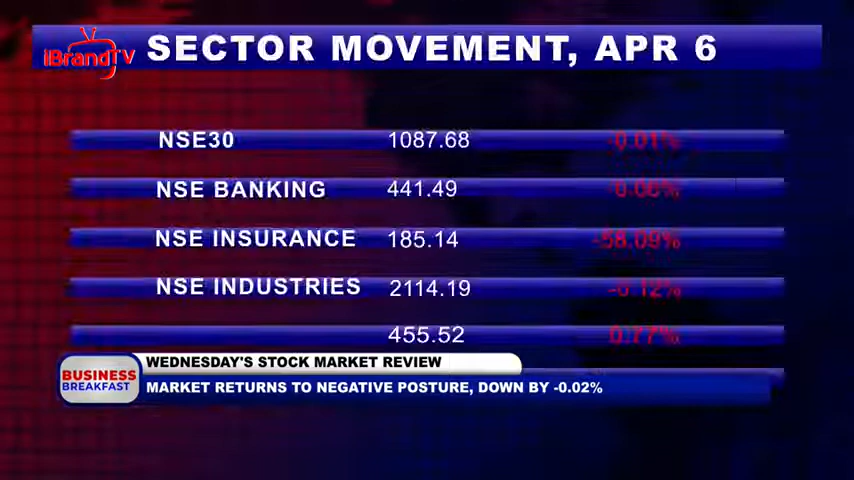 iBrandTV
SECTOR MOVEMENT, APR 6
NSE30 1087.68 -0.01%
NSE BANKING 441.49 -0.06%
NSE INSURANCE 185.14 -58.09%
NSE INDUSTRIES 2114.19 -0.12%
455.52 0.77%
WEDNESDAY'S STOCK MARKET REVIEW
BUSINESS
BREAKFAST
MARKET RETURNS TO NEGATIVE POSTURE, DOWN BY -0.02%